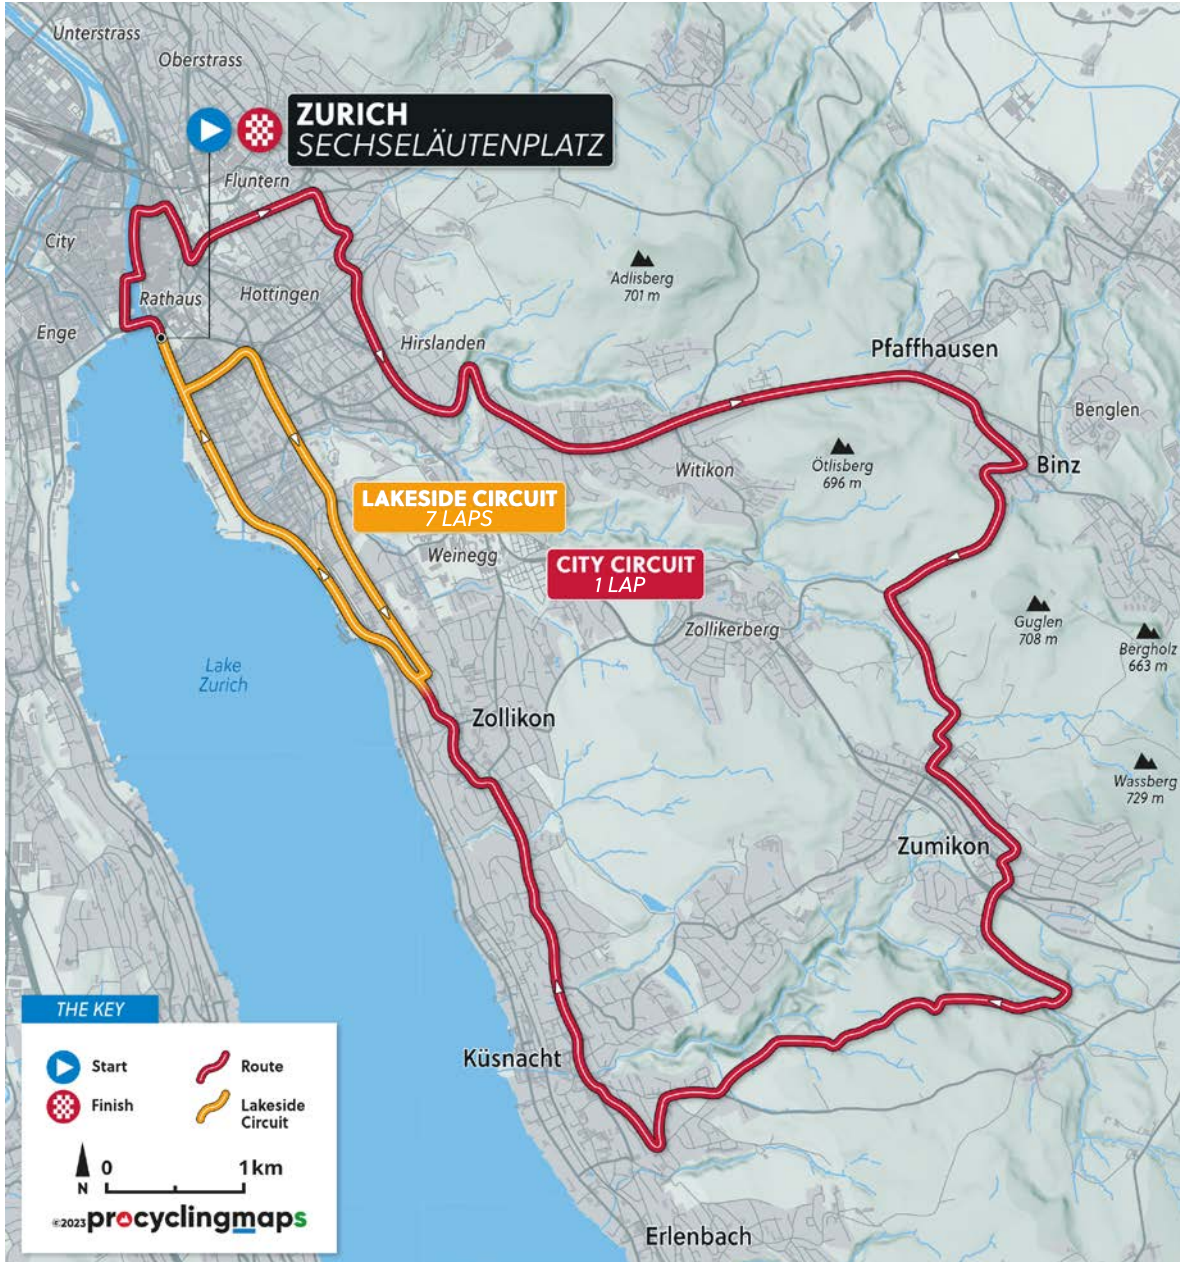 Unterstrass
Oberstrass
ZURICH
SECHSELÄUTENPLATZ
Fluntern
City
Rathaus
Hottingen
Adlisberg
701 m
Enge
Hirslanden
Pfaffhausen
Benglen
Witikon
Ötlisberg
696 m
Binz
LAKESIDE CIRCUIT
7 LAPS
Weinegg
CITY CIRCUIT
1 LAP
Guglen
708 m
Zollikerberg
Bergholz
663 m
Lake
Zurich
Zollikon
Wassberg
729 m
Zumikon
THE KEY
Küsnacht
Start
Route
Finish
Lakeside
Circuit
0 1 km
N
©2023 procyclingmaps
Erlenbach